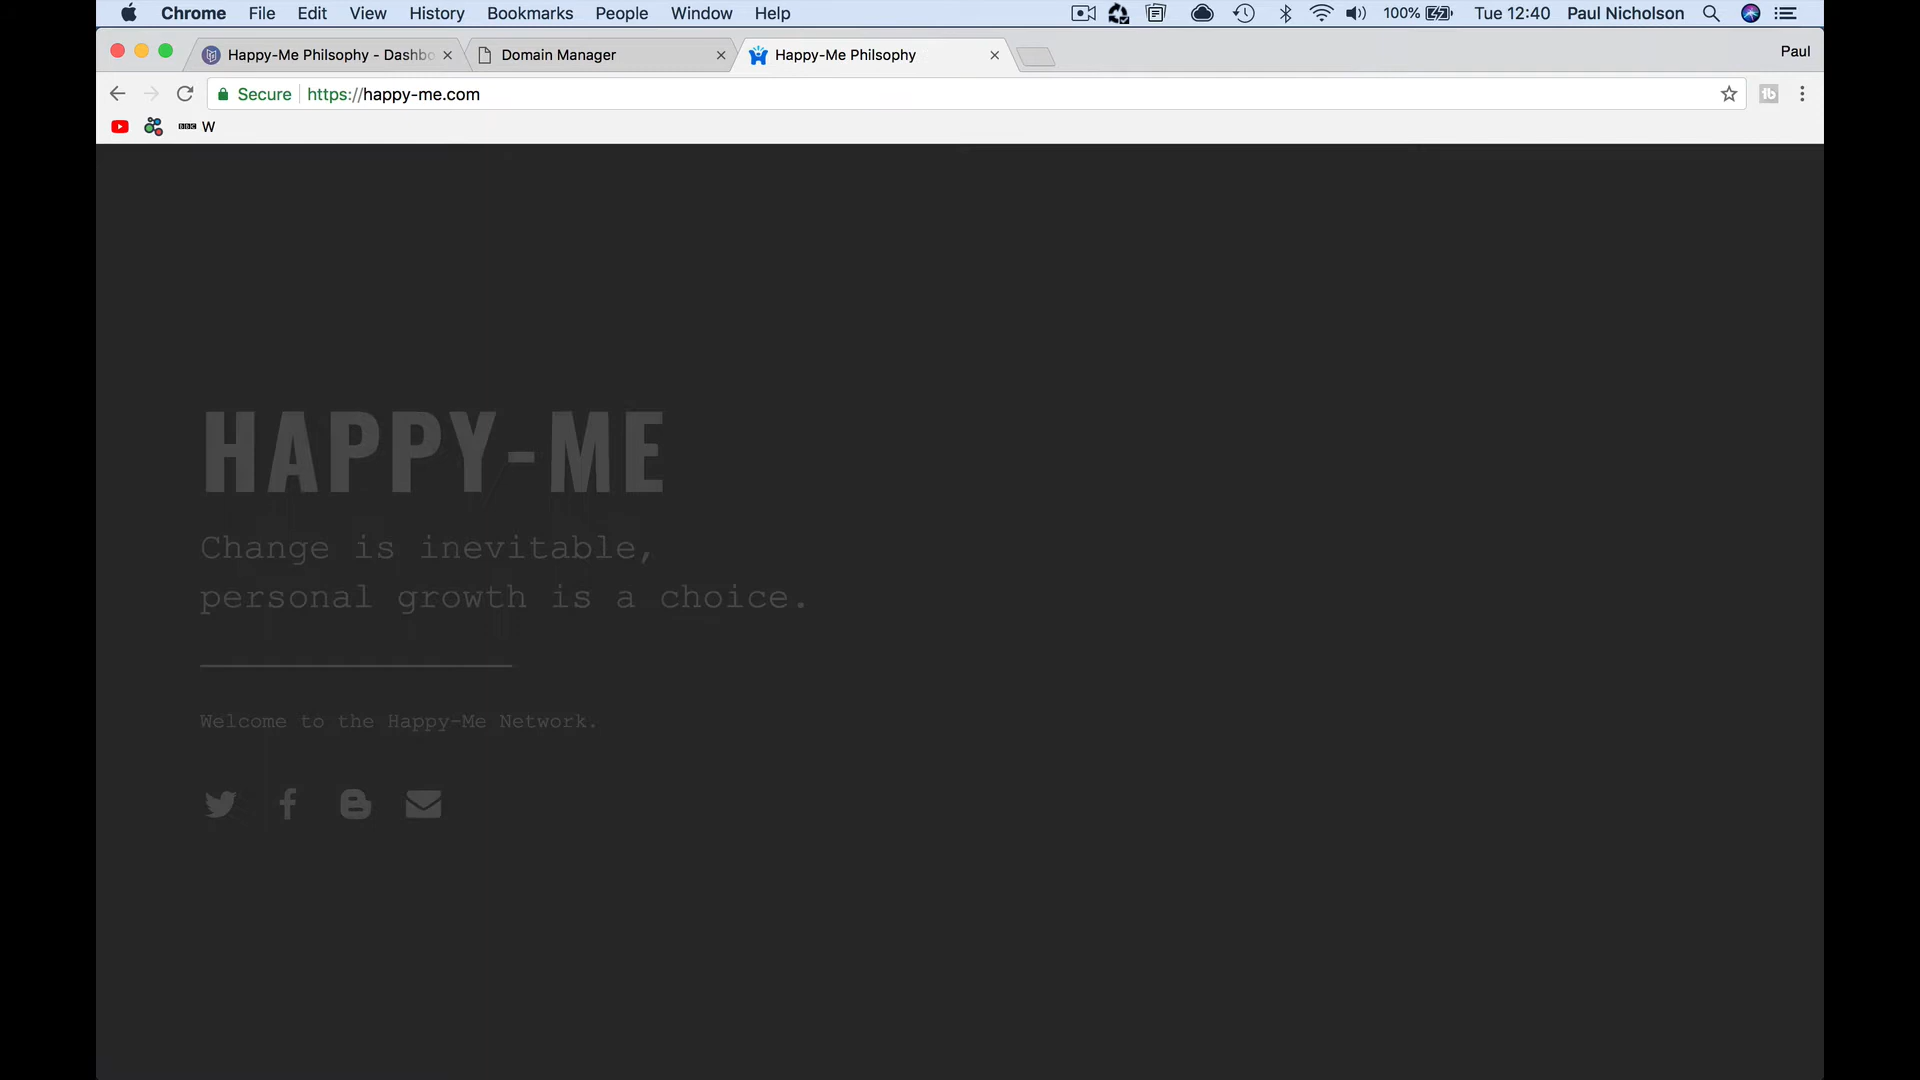 Chrome File Edit View History Bookmarks People Window Help 100% Tue 12:40 Paul Nicholson
Happy-Me Philsophy - Dashbo Domain Manager Happy-Me Philsophy Paul
Secure https://happy-me.com
BBC W
HAPPY-ME
Change is inevitable,
personal growth is a choice.
Welcome to the Happy-Me Network.